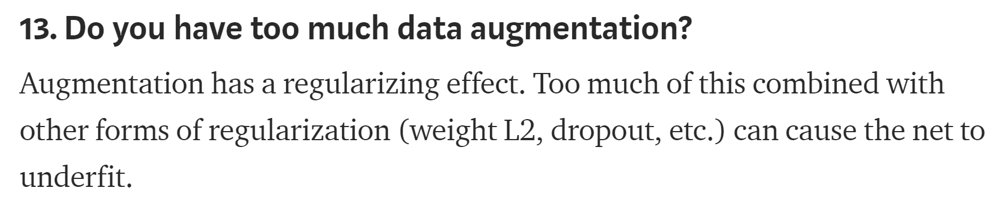 13. Do you have too much data augmentation?
Augmentation has a regularizing effect. Too much of this combined with
other forms of regularization (weight L2, dropout, etc.) can cause the net to
underfit.